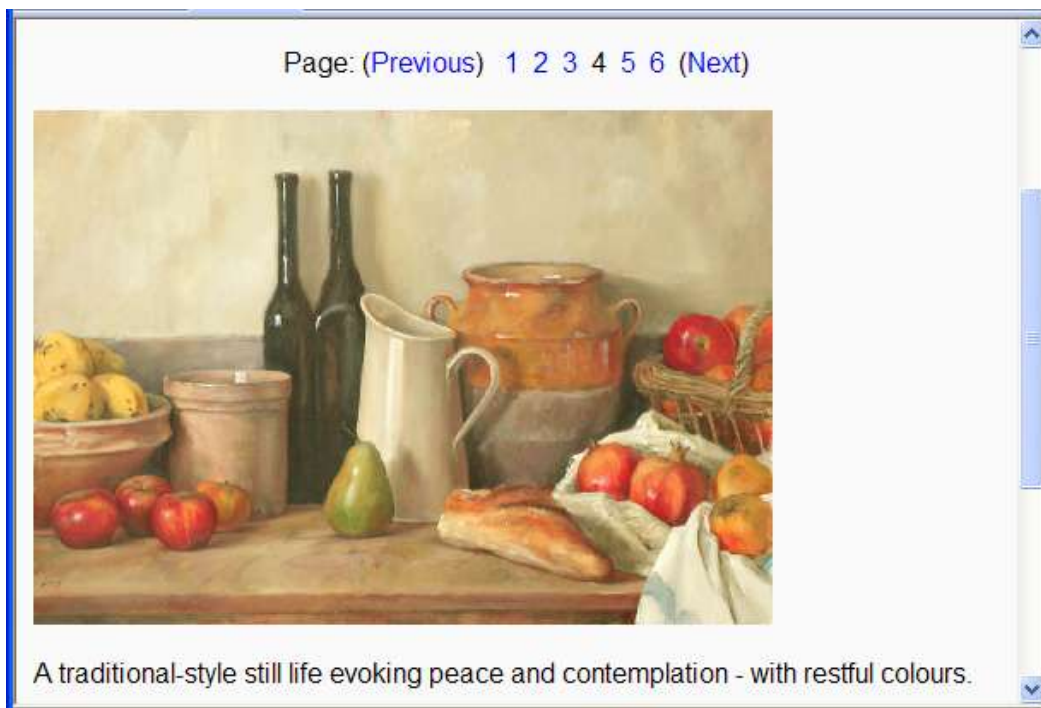 Page: (Previous) 1 2 3 4 5 6 (Next)
A traditional-style still life evoking peace and contemplation - with restful colours.